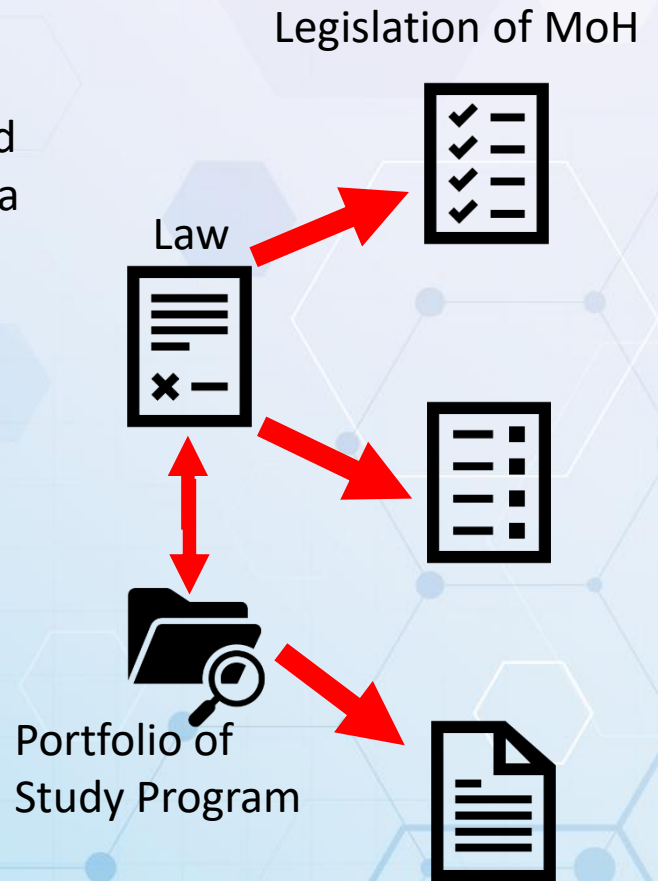 Legislation of MoH
d
a
Law
Portfolio of
Study Program